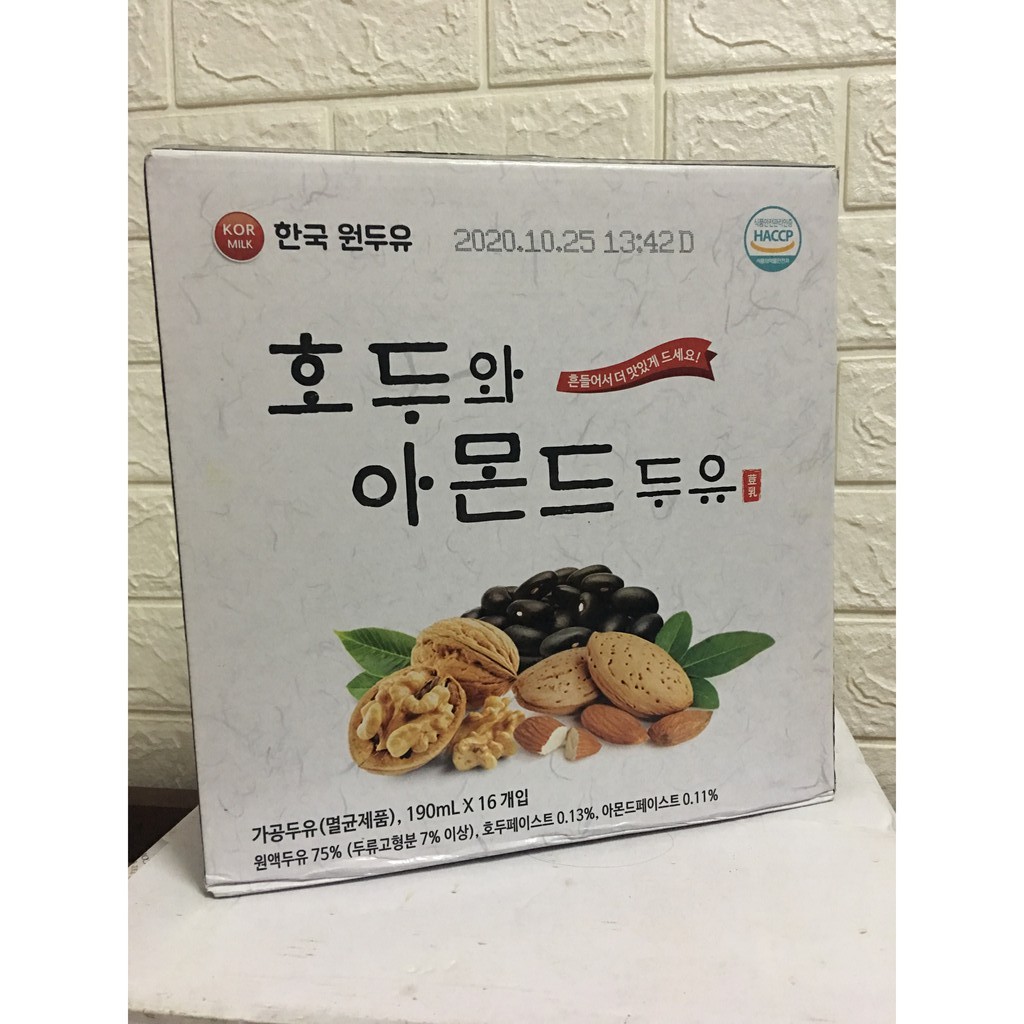 KOR
MILK
한국 원두유
2020.10.25 13:42 D
HACCP
호두와
흔들어서 더 맛있게 드세요!
아몬드 두유
豆乳
가공두유(멸균제품), 190mL X 16 개입
원액두유 75% (두류고형분 7% 이상), 호두페이스트 0.13%, 아몬드페이스트 0.11%